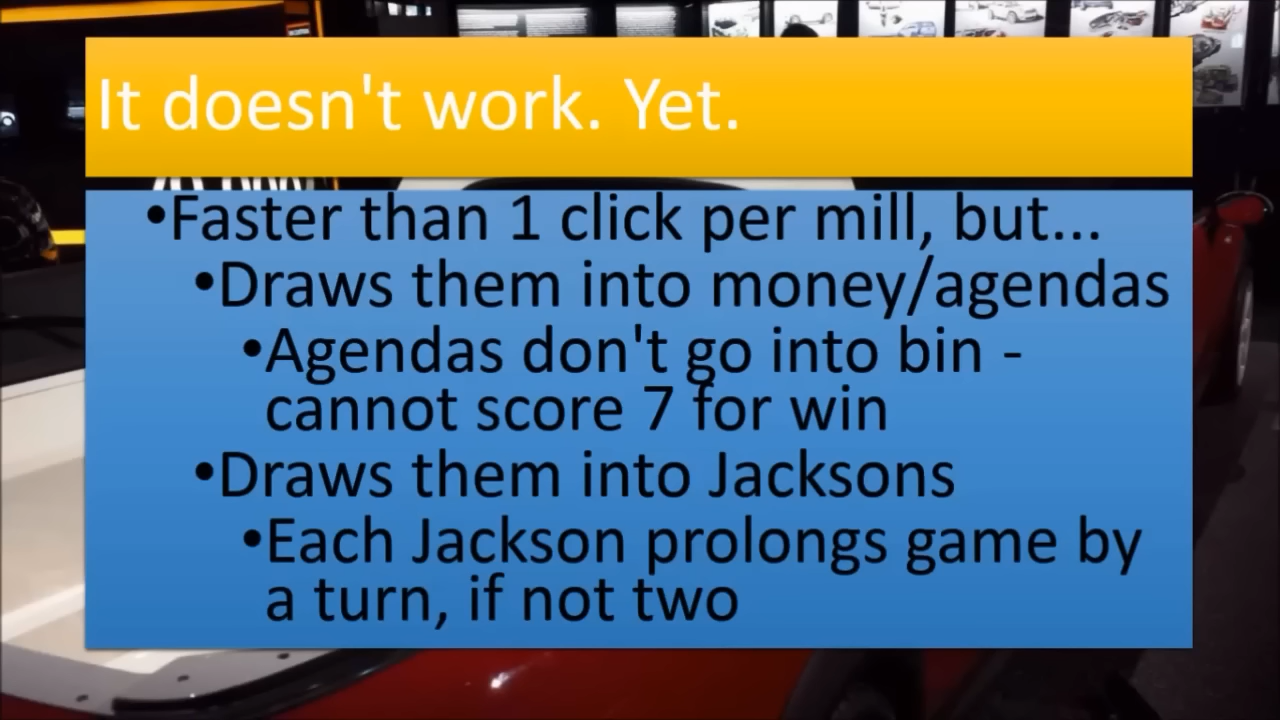 It doesn't work. Yet.
•Faster than 1 click per mill, but...
•Draws them into money/agendas
•Agendas don't go into bin -
cannot score 7 for win
•Draws them into Jacksons
•Each Jackson prolongs game by
a turn, if not two